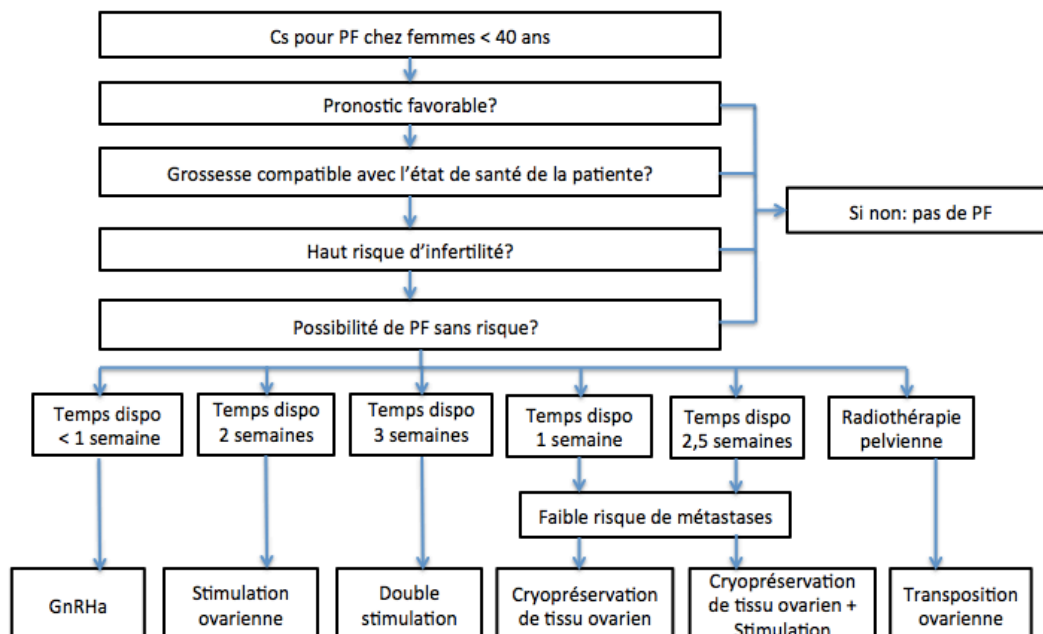 Cs pour PF chez femmes < 40 ans
Pronostic favorable?
Grossesse compatible avec l'état de santé de la patiente?
Si non: pas de PF
Haut risque d'infertilité?
Possibilité de PF sans risque?
Temps dispo
< 1 semaine
Temps dispo
2 semaines
Temps dispo
3 semaines
Temps dispo
1 semaine
Temps dispo
2,5 semaines
Radiothérapie
pelvienne
Faible risque de métastases
GnRHa
Stimulation
ovarienne
Double
stimulation
Cryopréservation
de tissu ovarien
Cryopréservation
de tissu ovarien +
Stimulation
Transposition
ovarienne